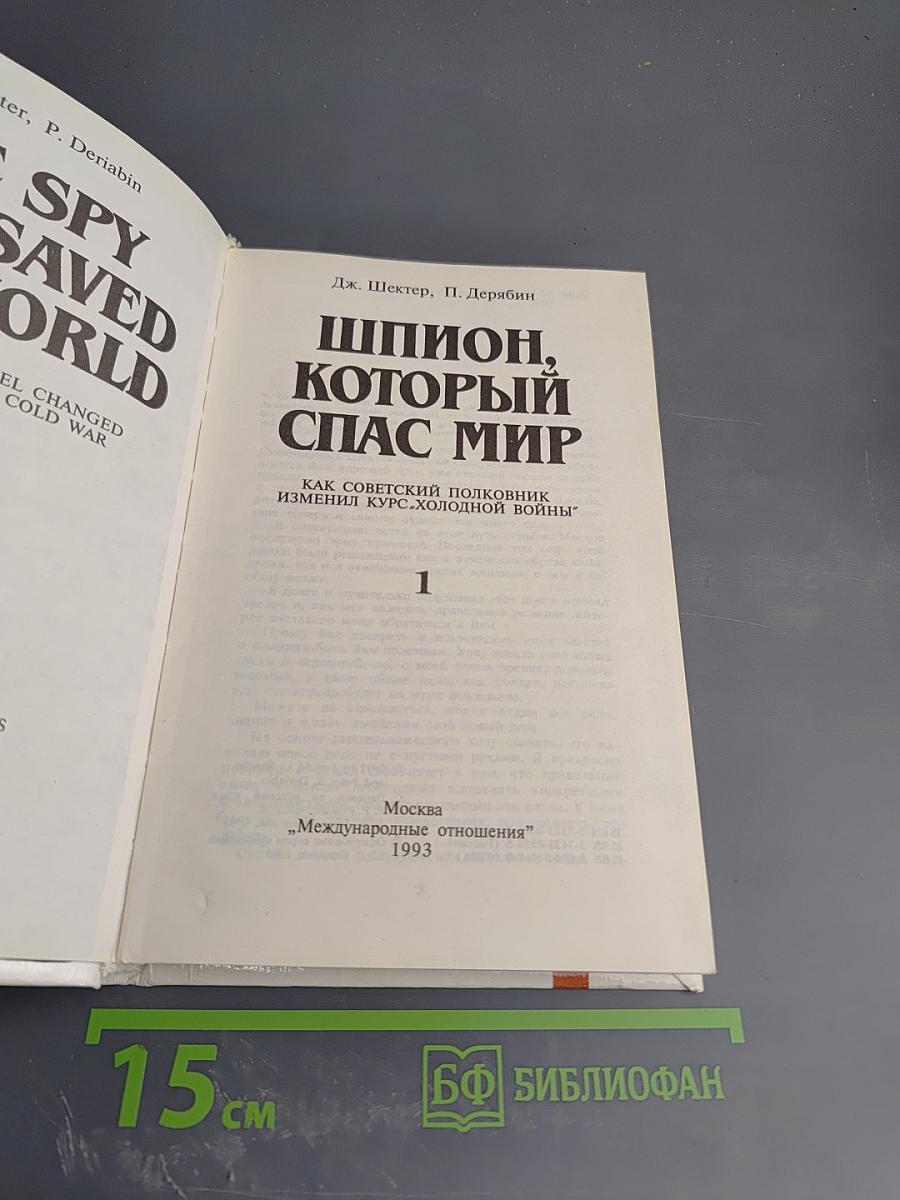 ter, P. Deriabin
SPY
SAVED
WORLD
EL CHANGED
COLD WAR
S
Дж. Шектер, П. Дерябин
ШПИОН,
КОТОРЫЙ
СПАС МИР
КАК СОВЕТСКИЙ ПОЛКОВНИК
ИЗМЕНИЛ КУРС „ХОЛОДНОЙ ВОЙНЫ"
1
Москва
„Международные отношения"
1993
15 см
БФ БИБЛИОФАН